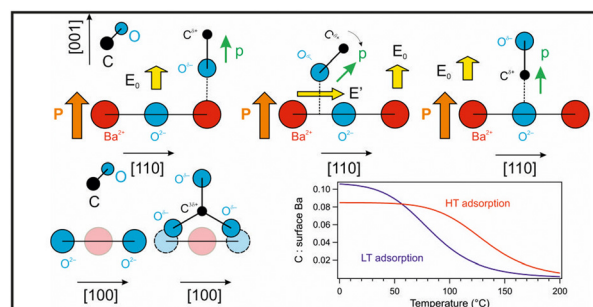 [001]
C
O
E₀
P
Ba²⁺
O²⁻
C^δ+
O^δ−
p
[110]
O^δ−
p
E'
E₀
P
Ba²⁺
O²⁻
[110]
O^δ−
C^δ+
p
E₀
P
Ba²⁺
O²⁻
[110]
O
C
O²⁻
O²⁻
[100]
O^δ−
C^3δ+
O^δ−
O^δ−
[100]
C : surface Ba
0.10
0.08
0.06
0.04
0.02
HT adsorption
LT adsorption
0
50
100
150
200
Temperature (°C)